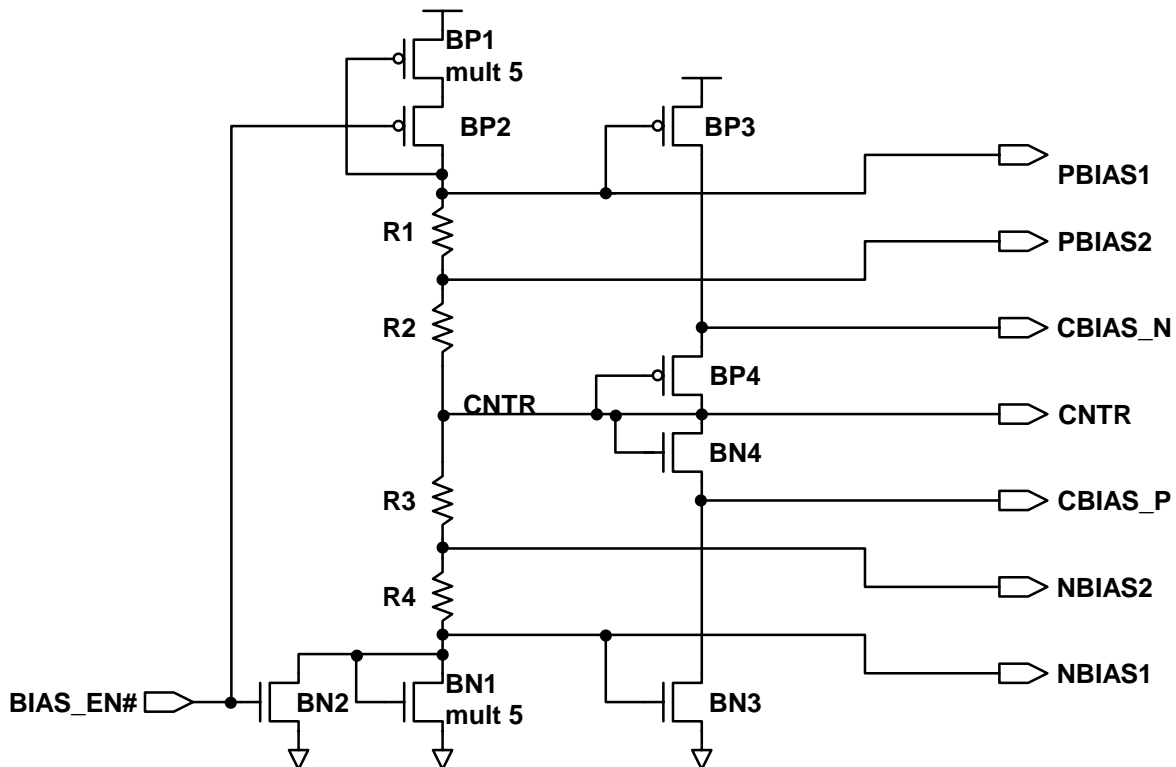 BP1
mult 5
BP2
BP3
PBIAS1
R1
PBIAS2
R2
CBIAS_N
BP4
CNTR
CNTR
BN4
R3
CBIAS_P
R4
NBIAS2
BN1
mult 5
NBIAS1
BIAS_EN#
BN2
BN3